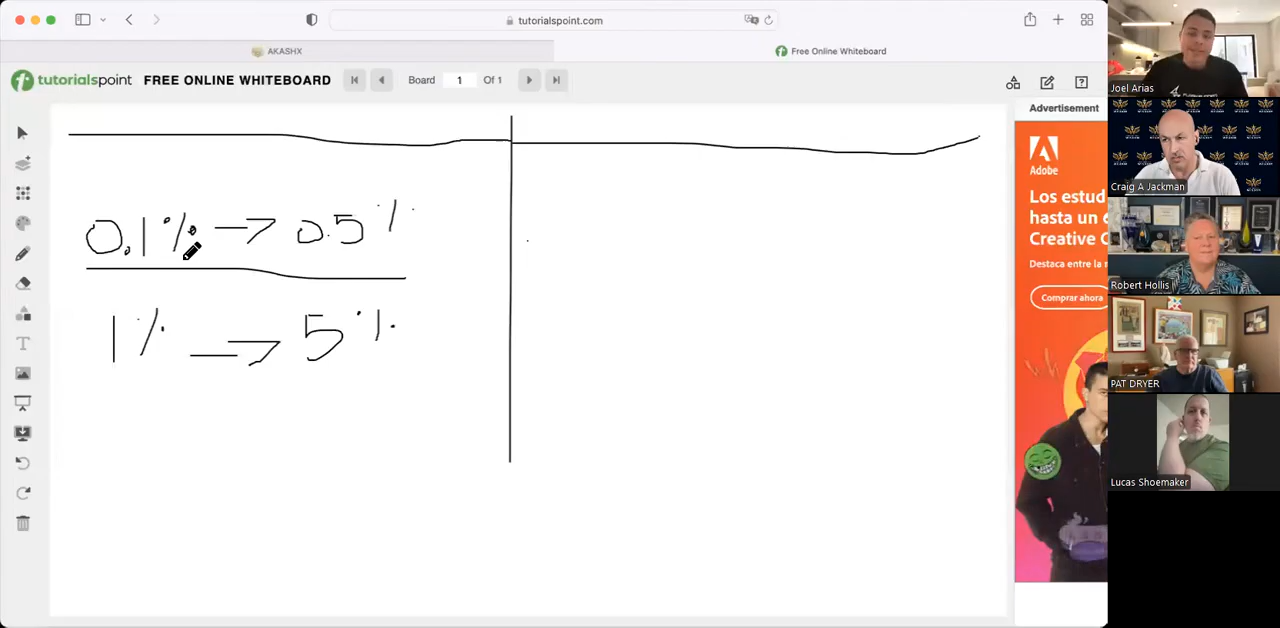 tutorialspoint.com
AKASHX
Free Online Whiteboard
tutorialspoint FREE ONLINE WHITEBOARD Board 1 Of 1
Advertisement
Adobe
Los estud
hasta un 6
Creative C
Destaca entre la
Comprar ahora
0.1% → 0.5%
1% → 5%
Joel Arias
Craig A Jackman
Robert Hollis
PAT DRYER
Lucas Shoemaker